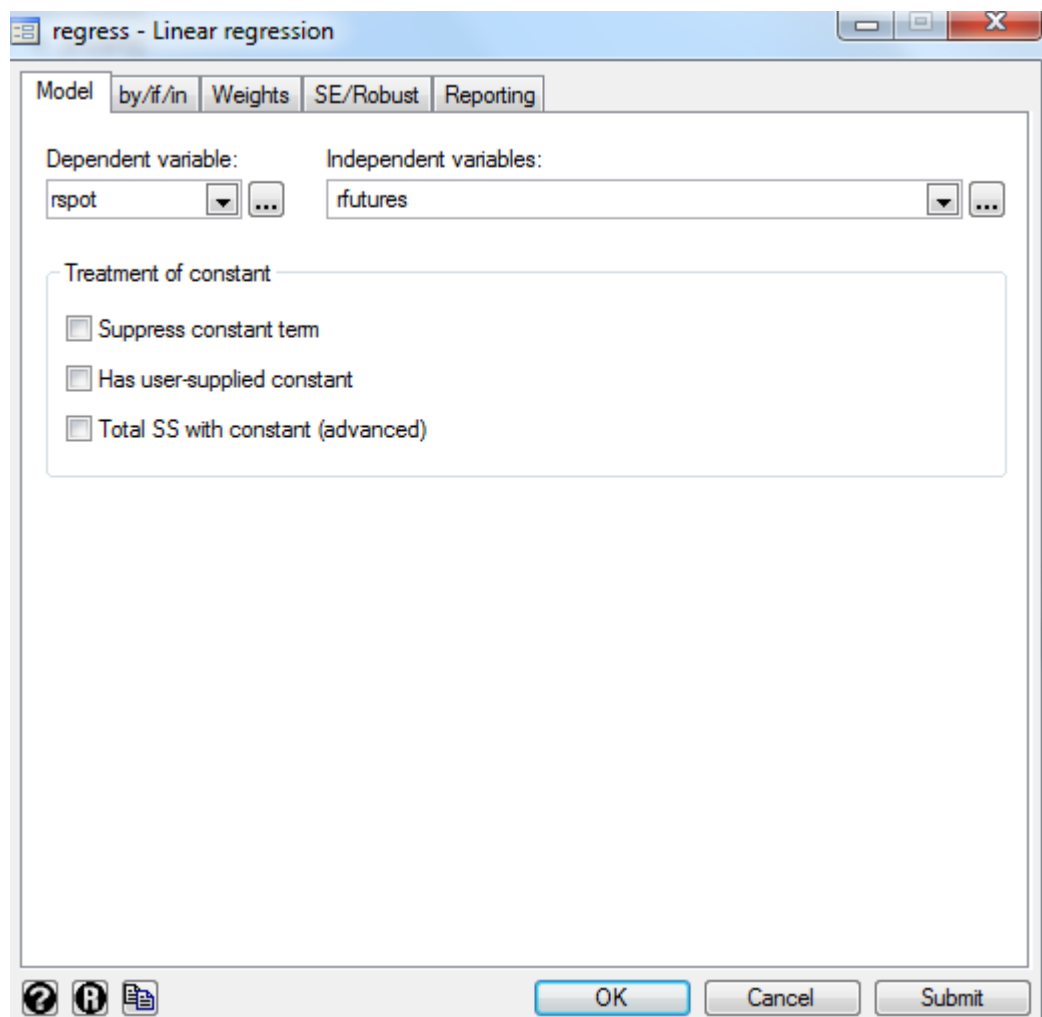 regress - Linear regression
Model by/if/in Weights SE/Robust Reporting
Dependent variable: Independent variables:
rspot ... rfutures ...
Treatment of constant
Suppress constant term
Has user-supplied constant
Total SS with constant (advanced)
? R OK Cancel Submit